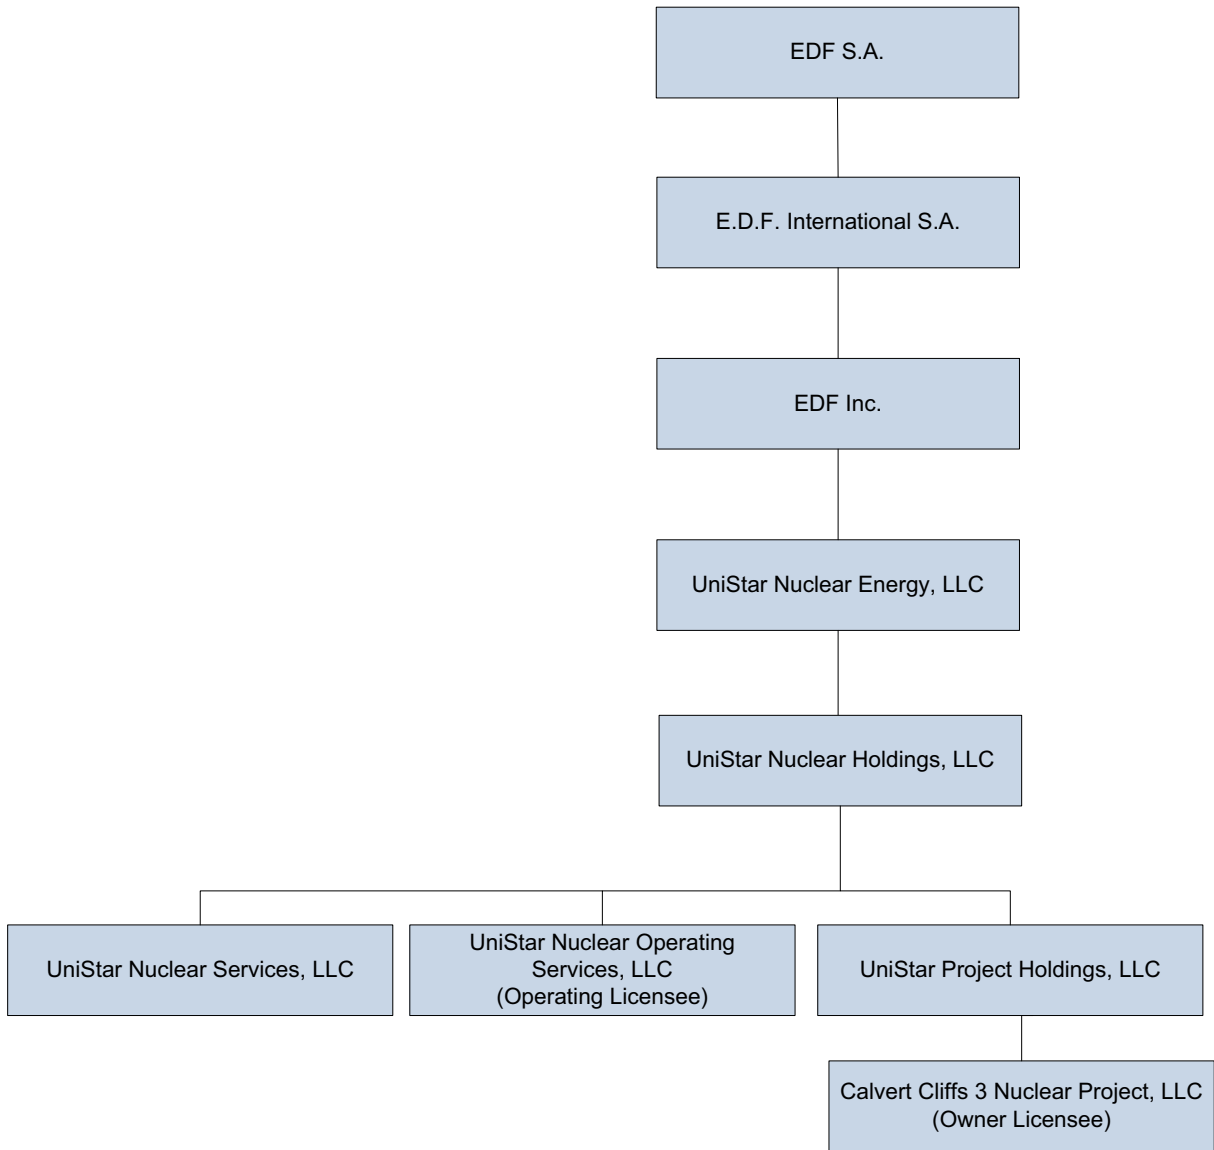 EDF S.A.
E.D.F. International S.A.
EDF Inc.
UniStar Nuclear Energy, LLC
UniStar Nuclear Holdings, LLC
UniStar Nuclear Services, LLC
UniStar Nuclear Operating
Services, LLC
(Operating Licensee)
UniStar Project Holdings, LLC
Calvert Cliffs 3 Nuclear Project, LLC
(Owner Licensee)